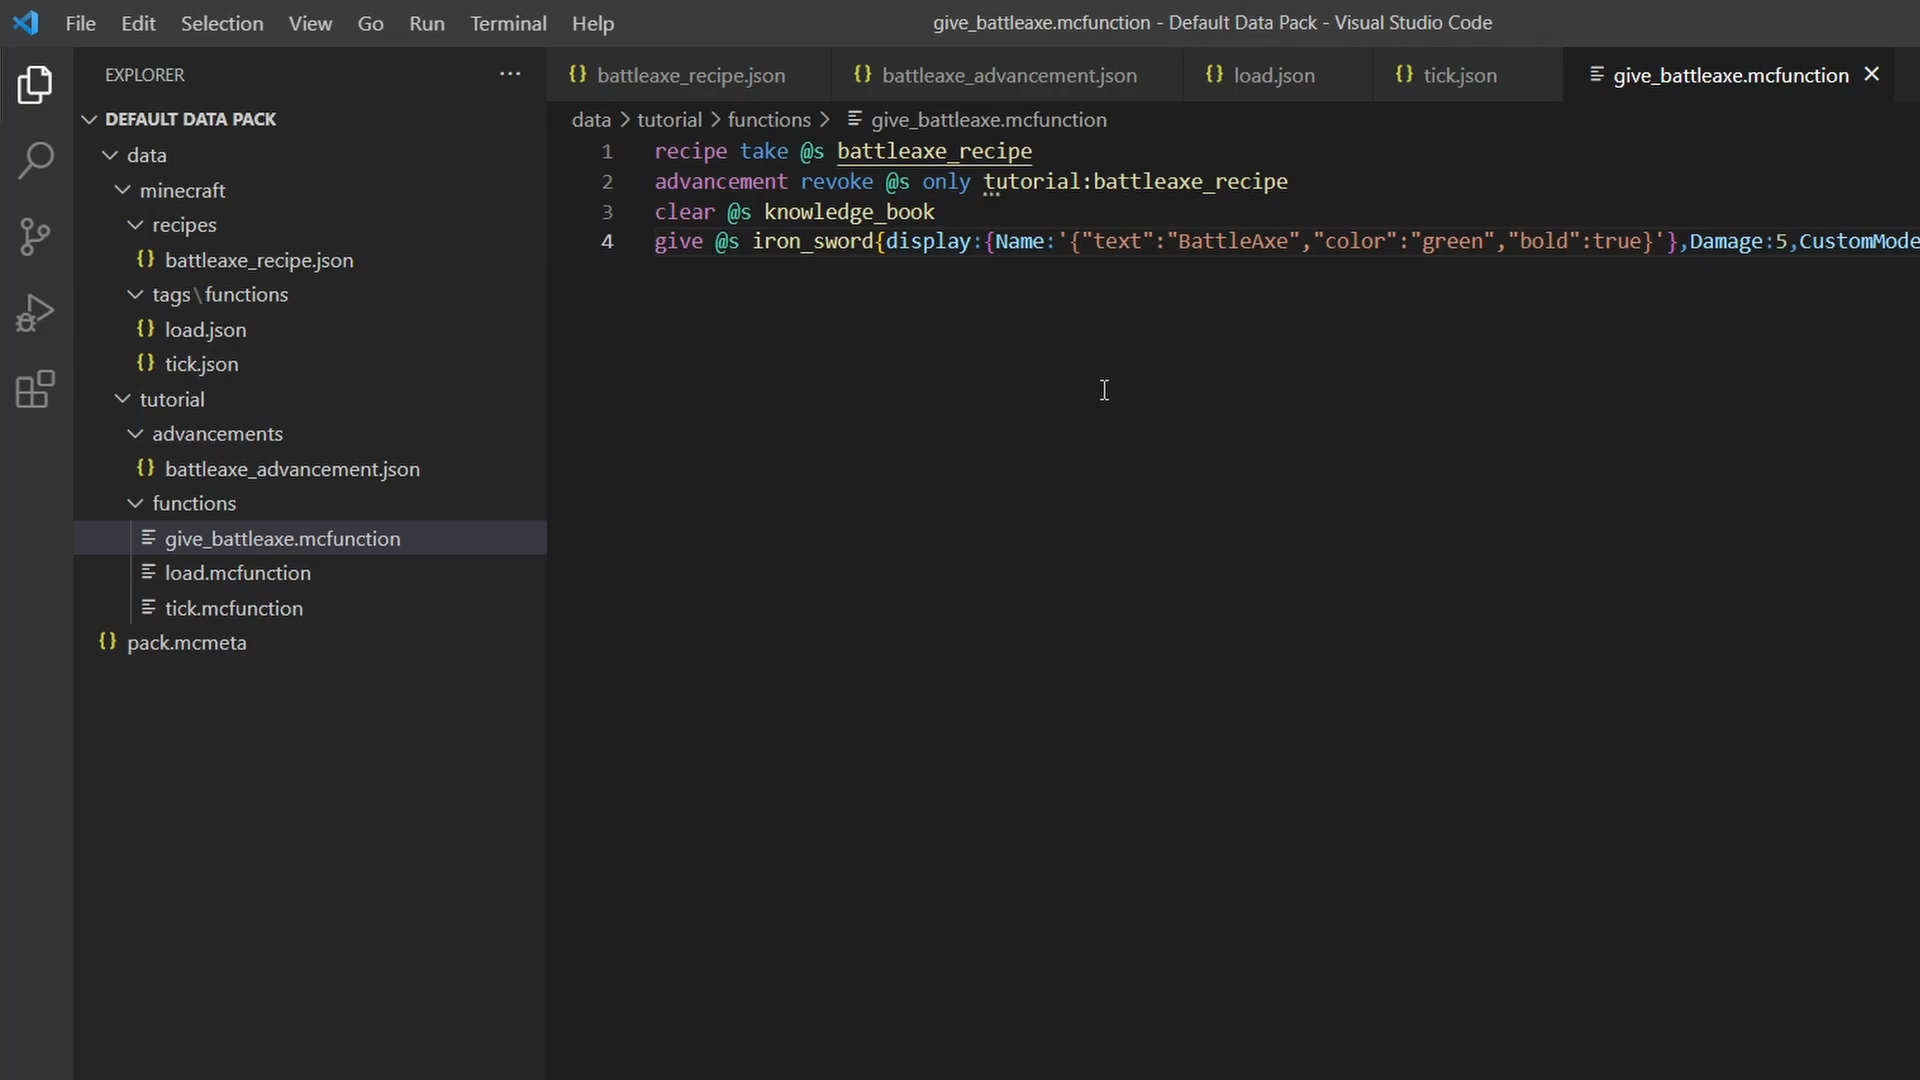 File Edit Selection View Go Run Terminal Help give_battleaxe.mcfunction - Default Data Pack - Visual Studio Code
EXPLORER ···
battleaxe_recipe.json battleaxe_advancement.json load.json tick.json give_battleaxe.mcfunction
DEFAULT DATA PACK
data
minecraft
recipes
battleaxe_recipe.json
tags\functions
load.json
tick.json
tutorial
advancements
battleaxe_advancement.json
functions
give_battleaxe.mcfunction
load.mcfunction
tick.mcfunction
pack.mcmeta
data > tutorial > functions > give_battleaxe.mcfunction
1 recipe take @s battleaxe_recipe
2 advancement revoke @s only tutorial:battleaxe_recipe
3 clear @s knowledge_book
4 give @s iron_sword{display:{Name:'{"text":"BattleAxe","color":"green","bold":true}'},Damage:5,CustomMode